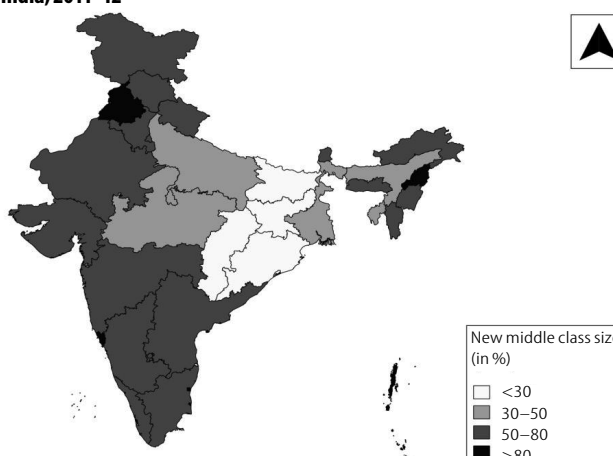 India, 2011–12
New middle class size
(in %)
<30
30–50
50–80
>80